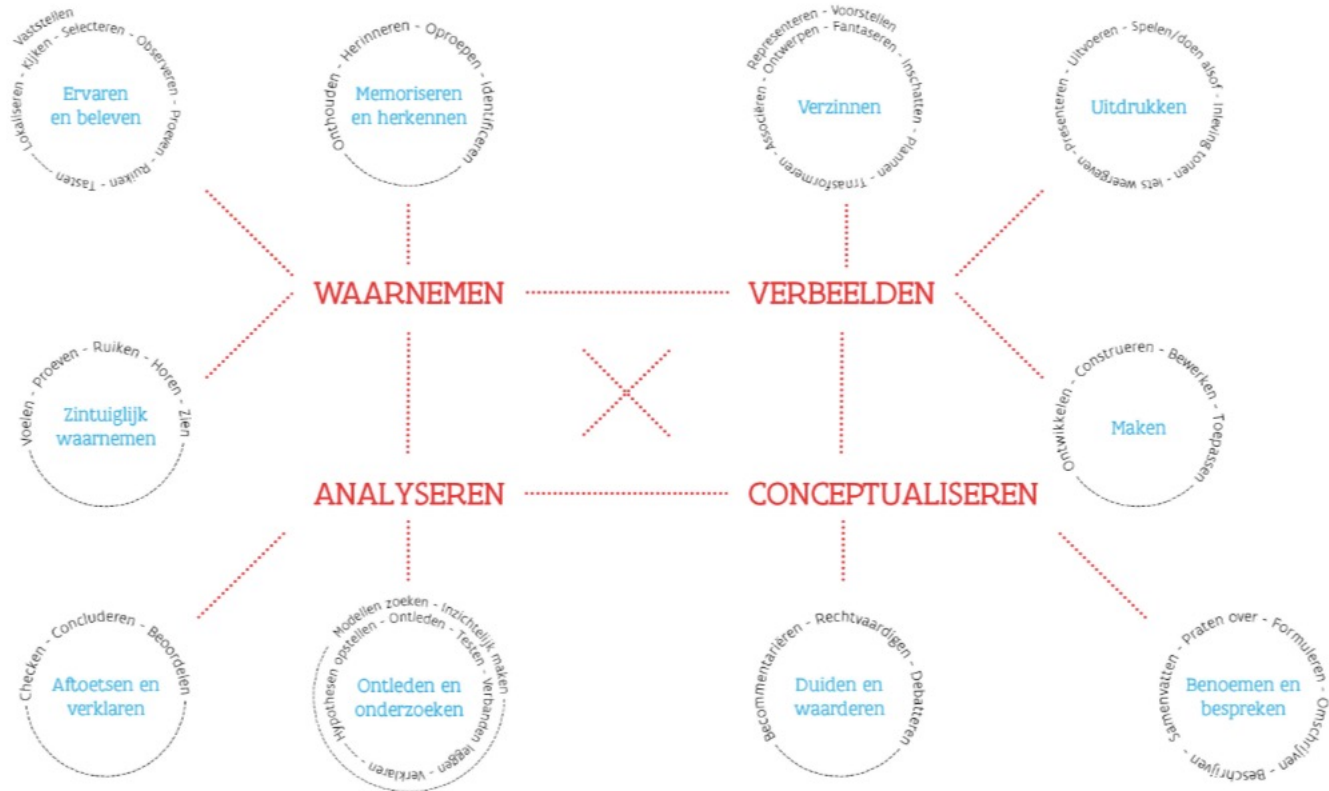 Vaststellen
Lokaliseren - Kijken - Selecteren - Observeren - Proeven - Ruiken - Tasten
Ervaren
en beleven
Onthouden - Herinneren - Oproepen - Identificeren
Memoriseren
en herkennen
Representeren - Voorstellen
Associëren - Ontwerpen - Fantaseren - Inschatten - Plannen - Trnasformeren
Verzinnen
Presenteren - Uitvoeren - Spelen/doen alsof - Inleving tonen - Iets weergeven
Uitdrukken
WAARNEMEN
VERBEELDEN
Voelen - Proeven - Ruiken - Horen - Zien
Zintuiglijk
waarnemen
Ontwikkelen - Construeren - Bewerken - Toepassen
Maken
ANALYSEREN
CONCEPTUALISEREN
Checken - Concluderen - Beoordelen
Aftoetsen en
verklaren
Modellen zoeken - Inzichtelijk maken
Hypothesen opstellen - Ontleden - Testen - Verbanden leggen - Verklaren
Ontleden en
onderzoeken
Becommentariëren - Rechtvaardigen - Debatteren
Duiden en
waarderen
Samenvatten - Praten over - Formuleren - Omschrijven - Beschrijven
Benoemen en
bespreken